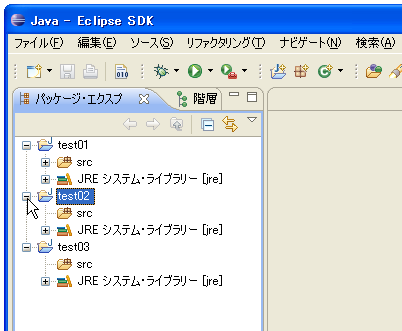 Java - Eclipse SDK
ファイル(F) 編集(E) ソース(S) リファクタリング(T) ナビゲート(N) 検索(A)
010
パッケージ・エクスプ 階層
test01
src
JRE システム・ライブラリー [jre]
test02
src
JRE システム・ライブラリー [jre]
test03
src
JRE システム・ライブラリー [jre]